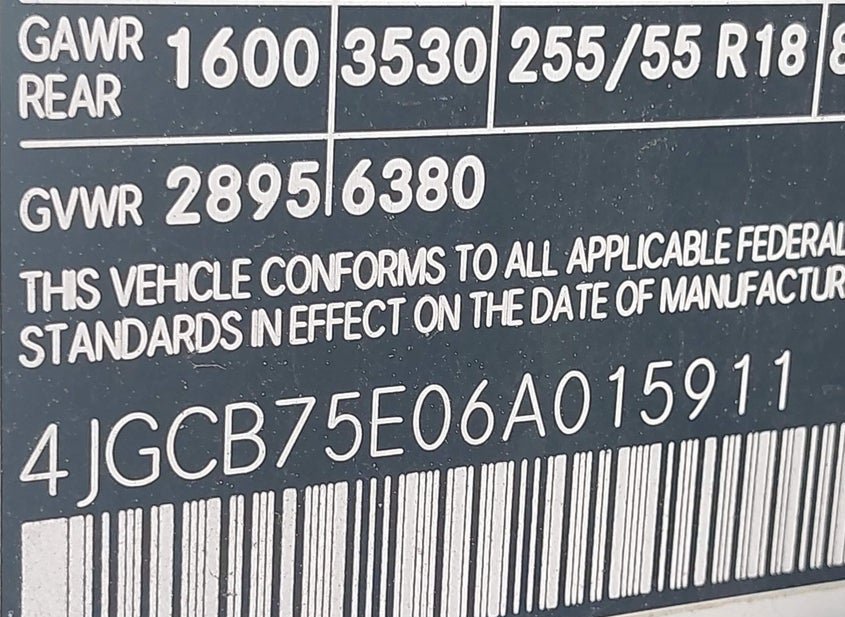 GAWR REAR 1600 3530 255/55 R18 8
GVWR 2895 6380
THIS VEHICLE CONFORMS TO ALL APPLICABLE FEDERAL
STANDARDS IN EFFECT ON THE DATE OF MANUFACTUR
4JGCB75E06A015911